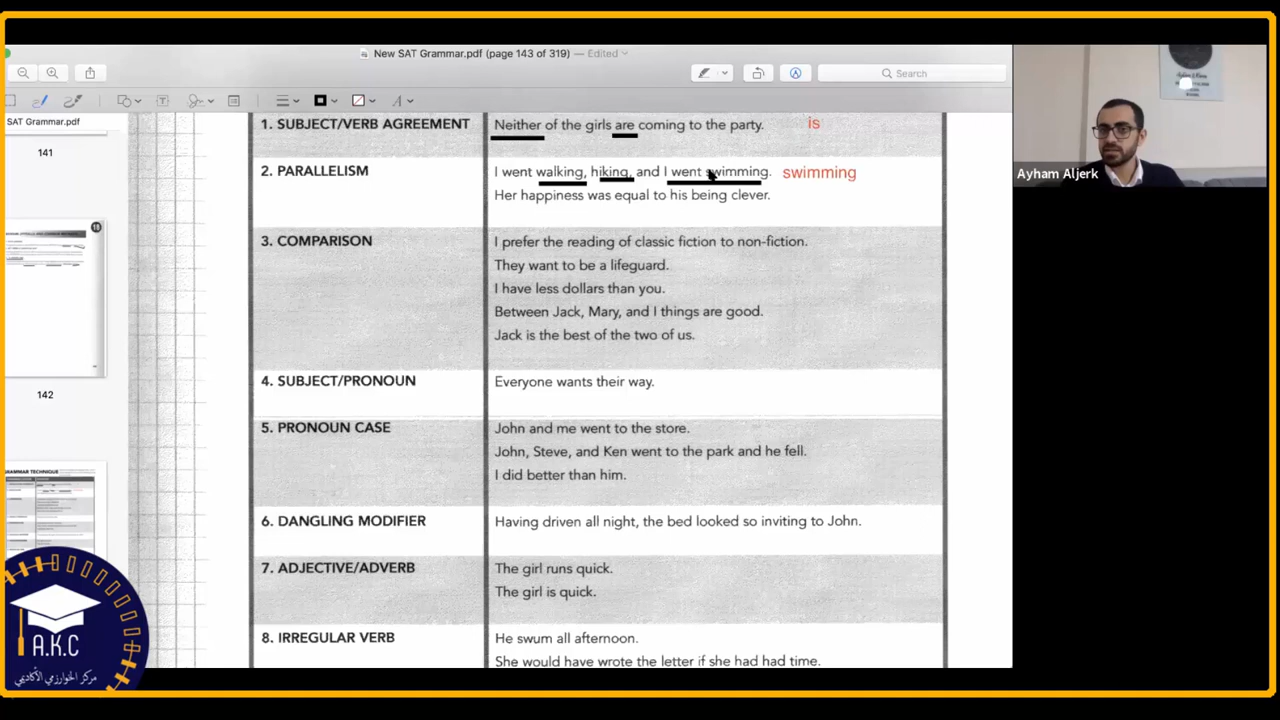 New SAT Grammar.pdf (page 143 of 319) — Edited
Search
SAT Grammar.pdf
141
142
1. SUBJECT/VERB AGREEMENT
Neither of the girls are coming to the party. is
2. PARALLELISM
I went walking, hiking, and I went swimming. swimming
Her happiness was equal to his being clever.
3. COMPARISON
I prefer the reading of classic fiction to non-fiction.
They want to be a lifeguard.
I have less dollars than you.
Between Jack, Mary, and I things are good.
Jack is the best of the two of us.
4. SUBJECT/PRONOUN
Everyone wants their way.
5. PRONOUN CASE
John and me went to the store.
John, Steve, and Ken went to the park and he fell.
I did better than him.
6. DANGLING MODIFIER
Having driven all night, the bed looked so inviting to John.
7. ADJECTIVE/ADVERB
The girl runs quick.
The girl is quick.
8. IRREGULAR VERB
He swum all afternoon.
She would have wrote the letter if she had had time.
Ayham Aljerk
A.K.C
مركز الخوارزمي الأكاديمي